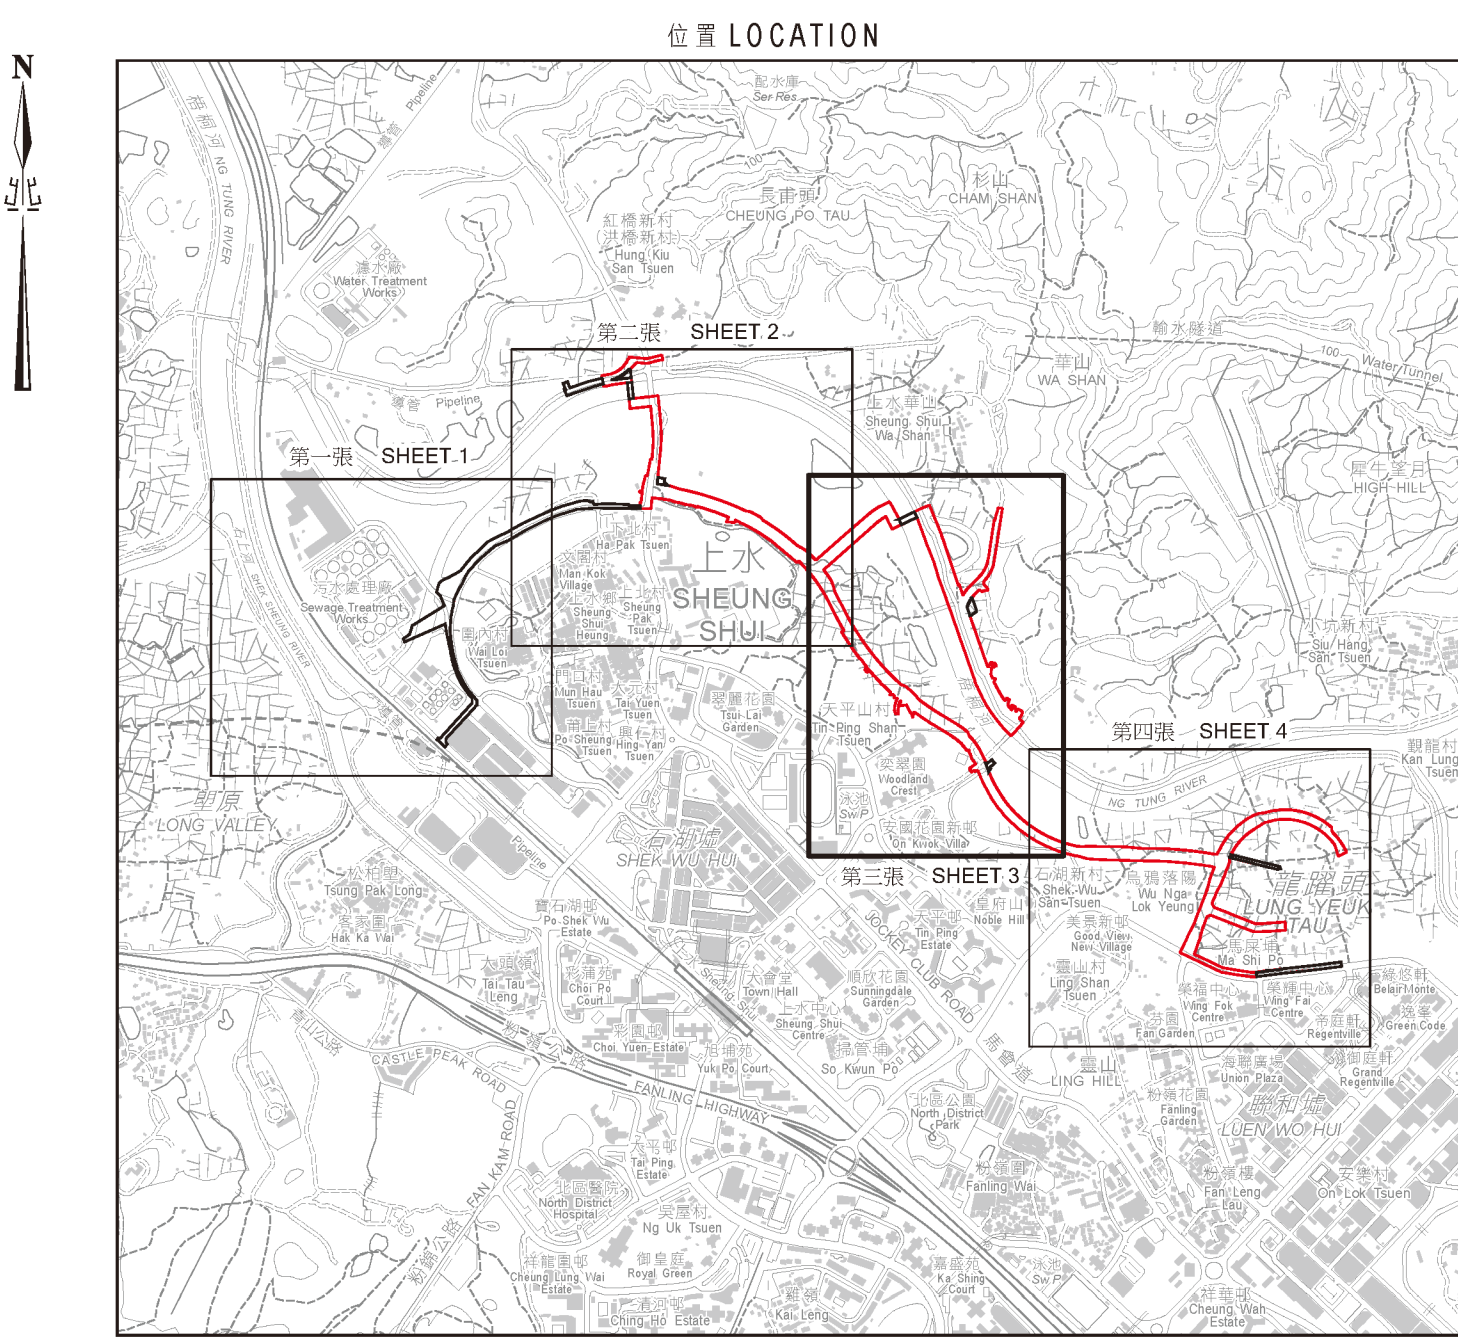 位置 LOCATION
N
北
配水庫
Ser Res
導管 Pipeline
梧桐河 NG TUNG RIVER
100
杉山
CHAM SHAN
長甫頭
CHEUNG PO TAU
紅橋新村
(洪橋新村)
Hung Kiu
San Tsuen
濾水廠
Water Treatment
Works
第二張 SHEET 2
輸水隧道
100
Water Tunnel
華山
WA SHAN
導管 Pipeline
上水華山
Sheung Shui
Wa Shan
第一張 SHEET 1
犀牛望月
HIGH HILL
石上河 SHEK SHEUNG RIVER
下北村
Ha Pak Tsuen
文閣村
Man Kok
Village
上水
SHEUNG
SHUI
污水處理廠
Sewage Treatment
Works
上水鄉
Sheung
Shui
Heung
上北村
Sheung
Pak
Tsuen
圍內村
Wai Loi
Tsuen
小坑新村
Siu Hang
San Tsuen
門口村
Mun Hau
Tsuen
大元村
Tai Yuen
Tsuen
翠麗花園
Tsui Lai
Garden
天平山村
Tin Ping Shan
Tsuen
梧桐河
導管
莆上村
Po Sheung
Tsuen
興仁村
Hing Yan
Tsuen
第四張 SHEET 4
覲龍村
Kan Lung
Tsuen
奕翠園
Woodland
Crest
NG TUNG RIVER
塱原
LONG VALLEY
泳池
Sw P
安國花園新邨
On Kwok Villa
石湖墟
SHEK WU HUI
Pipeline
第三張 SHEET 3
松柏塱
Tsung Pak Long
石湖新村
Shek Wu
San Tsuen
烏鴉落陽
Wu Nga
Lok Yeung
龍躍頭
LUNG YEUK
TAU
客家圍
Hak Ka Wai
寶石湖邨
Po Shek Wu
Estate
JOCKEY CLUB ROAD
天平邨
Tin Ping
Estate
皇府山
Noble Hill
美景新邨
Good View
New Village
馬屎埔
Ma Shi Po
大頭嶺
Tai Tau
Leng
彩蒲苑
Choi Po
Court
Sheung Shui
大會堂
Town Hall
順欣花園
Sunningdale
Garden
靈山村
Ling Shan
Tsuen
綠悠軒
Belair Monte
榮福中心
Wing Fok
Centre
榮輝中心
Wing Fai
Centre
上水中心
Sheung Shui
Centre
芬園
Fan Garden
帝庭軒
Regentville
逸峯
Green Code
青山公路
CASTLE PEAK ROAD
粉錦公路
彩園邨
Choi Yuen Estate
旭埔苑
Yuk Po Court
掃管埔
So Kwun Po
馬會道
靈山
LING HILL
海聯廣場
Union Plaza
御庭軒
Grand
Regentville
FANLING HIGHWAY
北區公園
North District
Park
粉嶺花園
Fanling
Garden
聯和墟
LUEN WO HUI
太平邨
Tai Ping
Estate
粉錦公路 FAN KAM ROAD
北區醫院
North District
Hospital
粉嶺圍
Fanling Wai
粉嶺樓
Fan Leng
Lau
安樂村
On Lok Tsuen
吳屋村
Ng Uk Tsuen
祥龍圍邨
Cheung Lung Wai
Estate
御皇庭
Royal Green
嘉盛苑
Ka Shing
Court
泳池
Sw P
清河邨
Ching Ho Estate
雞嶺
Kai Leng
祥華邨
Cheung Wah
Estate